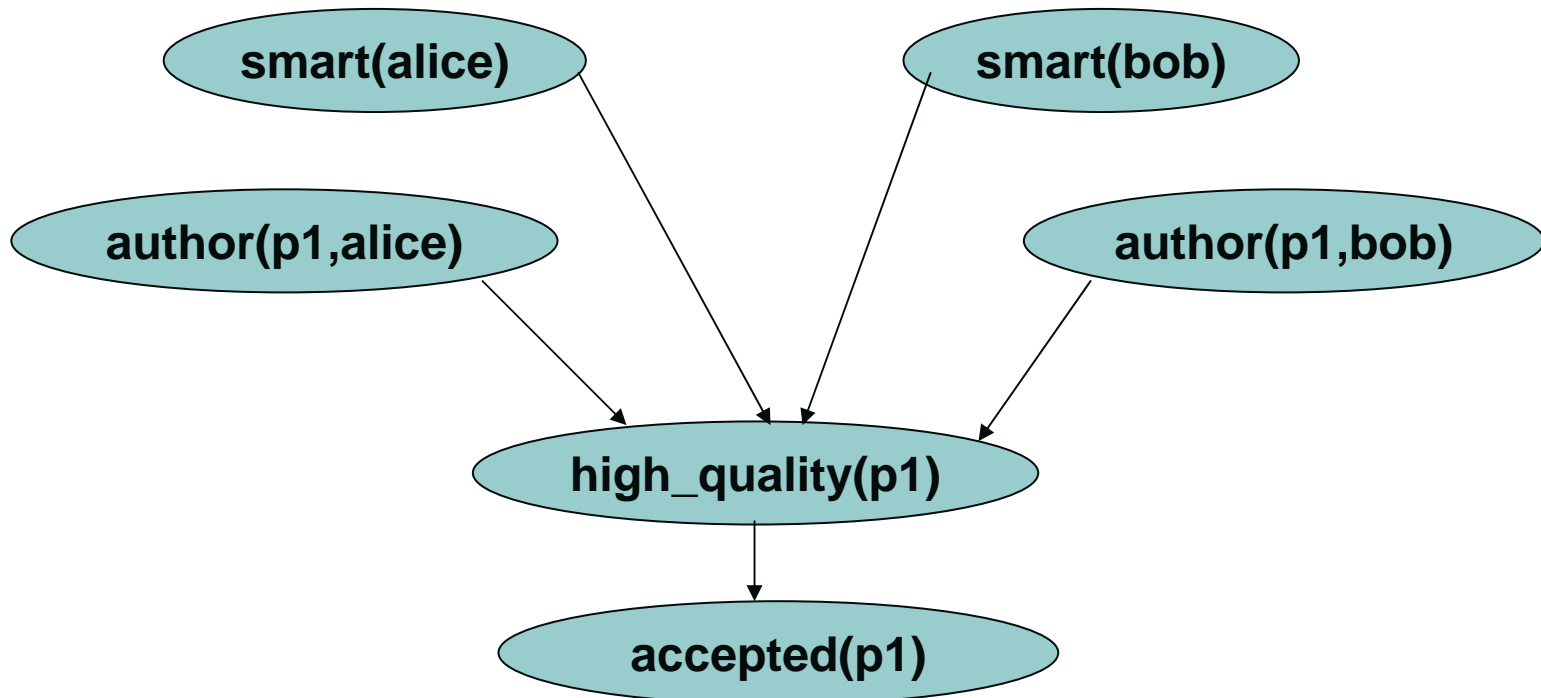 smart(alice)
smart(bob)
author(p1,alice)
author(p1,bob)
high_quality(p1)
accepted(p1)